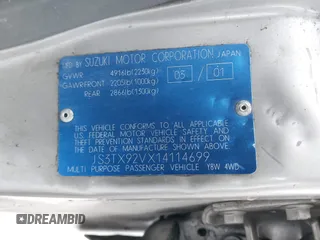 MFD BY SUZUKI MOTOR CORPORATION JAPAN
GVWR 4916lb(2230kg)
GAWRFRONT 2205lb(1000kg) 05 / 01
REAR 2866lb(1300kg)
THIS VEHICLE CONFORMS TO ALL APPLICABLE
U.S. FEDERAL MOTOR VEHICLE SAFETY
AND THEFT PREVENTION STANDARDS IN EFFECT
ON THE DATE OF MANUFACTURE SHOWN ABOVE
JS3TX92VX14114699
MULTI PURPOSE PASSENGER VEHICLE Y8W 4WD
DREAMBID